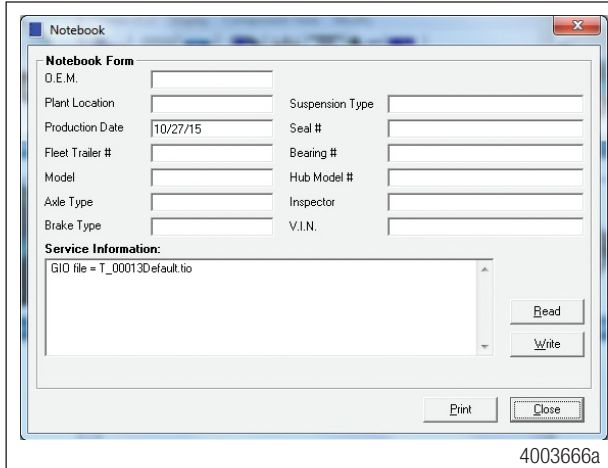 Notebook
Notebook Form
O.E.M.
Plant Location
Suspension Type
Production Date 10/27/15
Seal #
Fleet Trailer #
Bearing #
Model
Hub Model #
Axle Type
Inspector
Brake Type
V.I.N.
Service Information:
GIO file = T_00013Default.tio
Read
Write
Print
Close
4003666a